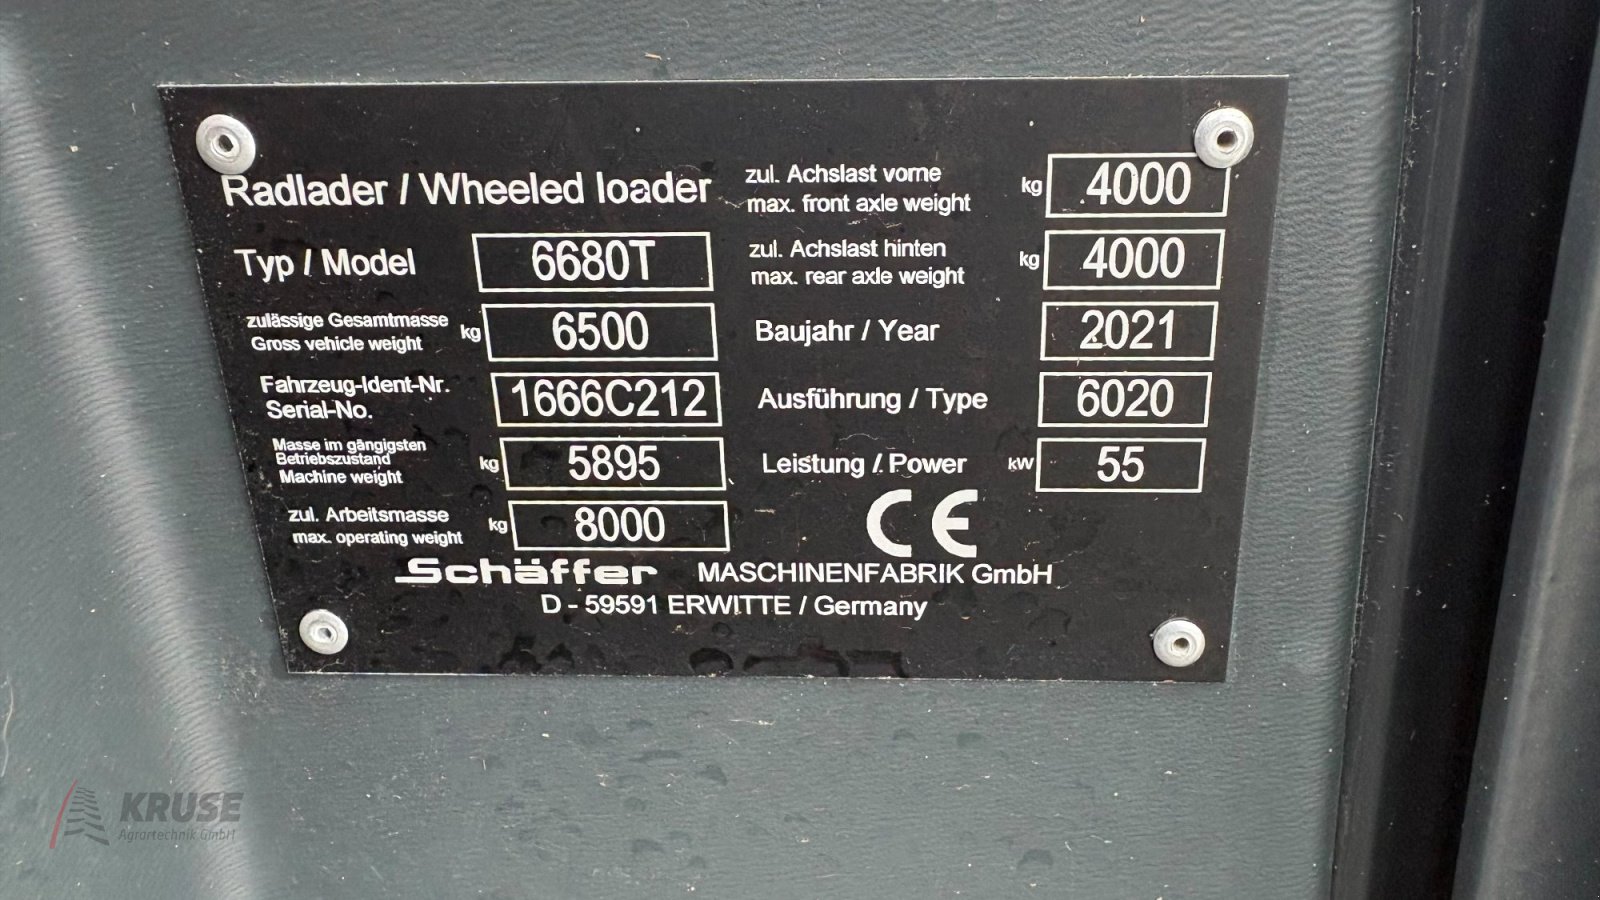 Radlader / Wheeled loader
Typ / Model 6680T
zulässige Gesamtmasse
Gross vehicle weight kg 6500
Fahrzeug-Ident-Nr.
Serial-No. 1666C212
Masse im gängigsten
Betriebszustand
Machine weight kg 5895
zul. Arbeitsmasse
max. operating weight kg 8000
zul. Achslast vorne
max. front axle weight kg 4000
zul. Achslast hinten
max. rear axle weight kg 4000
Baujahr / Year 2021
Ausführung / Type 6020
Leistung / Power kW 55
CE
Schäffer MASCHINENFABRIK GmbH
D - 59591 ERWITTE / Germany
KRUSE
Agrartechnik GmbH